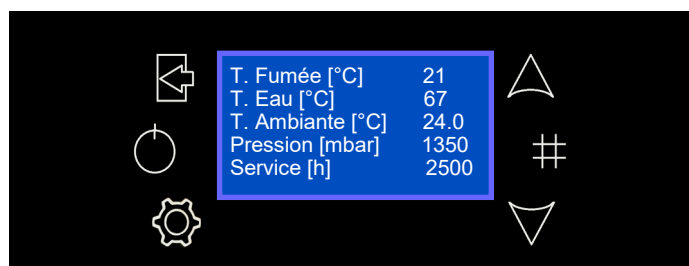 T. Fumée [°C] 21
T. Eau [°C] 67
T. Ambiante [°C] 24.0
Pression [mbar] 1350
Service [h] 2500